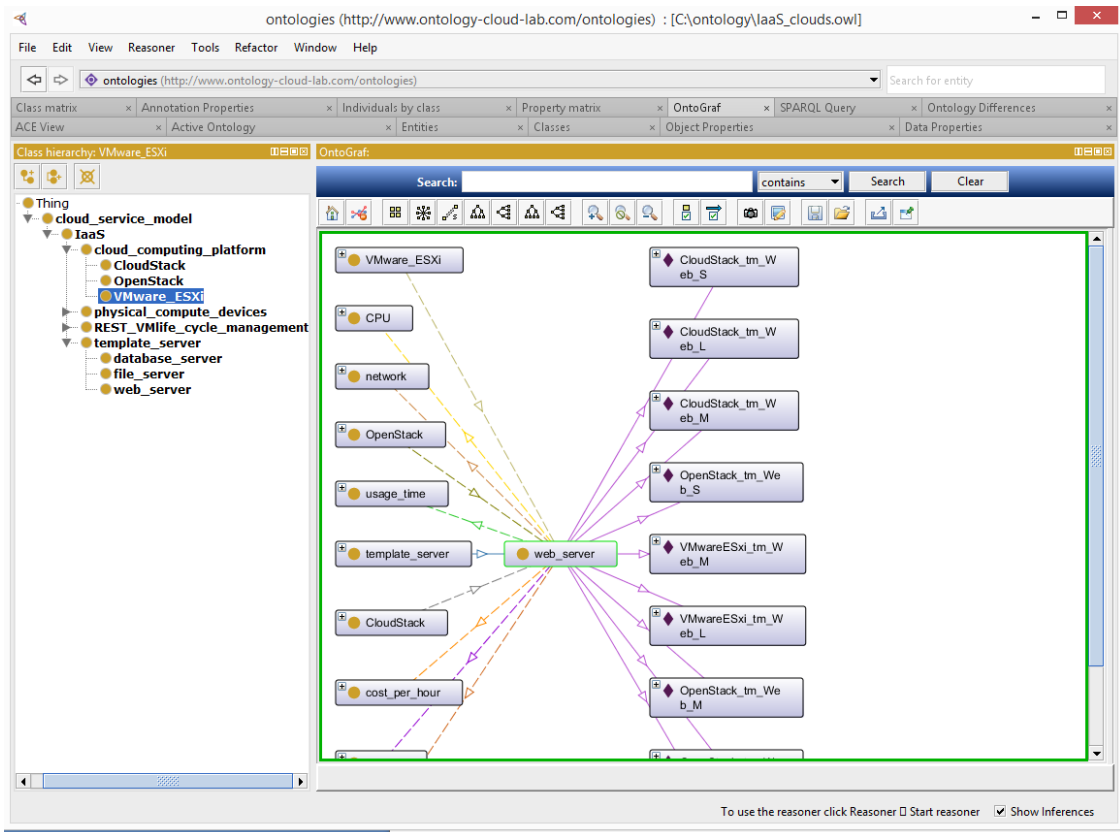 ontologies (http://www.ontology-cloud-lab.com/ontologies) : [C:\ontology\IaaS_clouds.owl]
File Edit View Reasoner Tools Refactor Window Help
ontologies (http://www.ontology-cloud-lab.com/ontologies)
Search for entity
Class matrix × Annotation Properties × Individuals by class × Property matrix × OntoGraf × SPARQL Query × Ontology Differences ×
ACE View × Active Ontology × Entities × Classes × Object Properties × Data Properties ×
Class hierarchy: VMware_ESXi
Thing
cloud_service_model
IaaS
cloud_computing_platform
CloudStack
OpenStack
VMware_ESXi
physical_compute_devices
REST_VMlife_cycle_management
template_server
database_server
file_server
web_server
OntoGraf:
Search: contains Search Clear
VMware_ESXi
CPU
network
OpenStack
usage_time
template_server
CloudStack
cost_per_hour
web_server
CloudStack_tm_W
eb_S
CloudStack_tm_W
eb_L
CloudStack_tm_W
eb_M
OpenStack_tm_We
b_S
VMwareESxi_tm_W
eb_M
VMwareESxi_tm_W
eb_L
OpenStack_tm_We
b_M
To use the reasoner click Reasoner Start reasoner Show Inferences